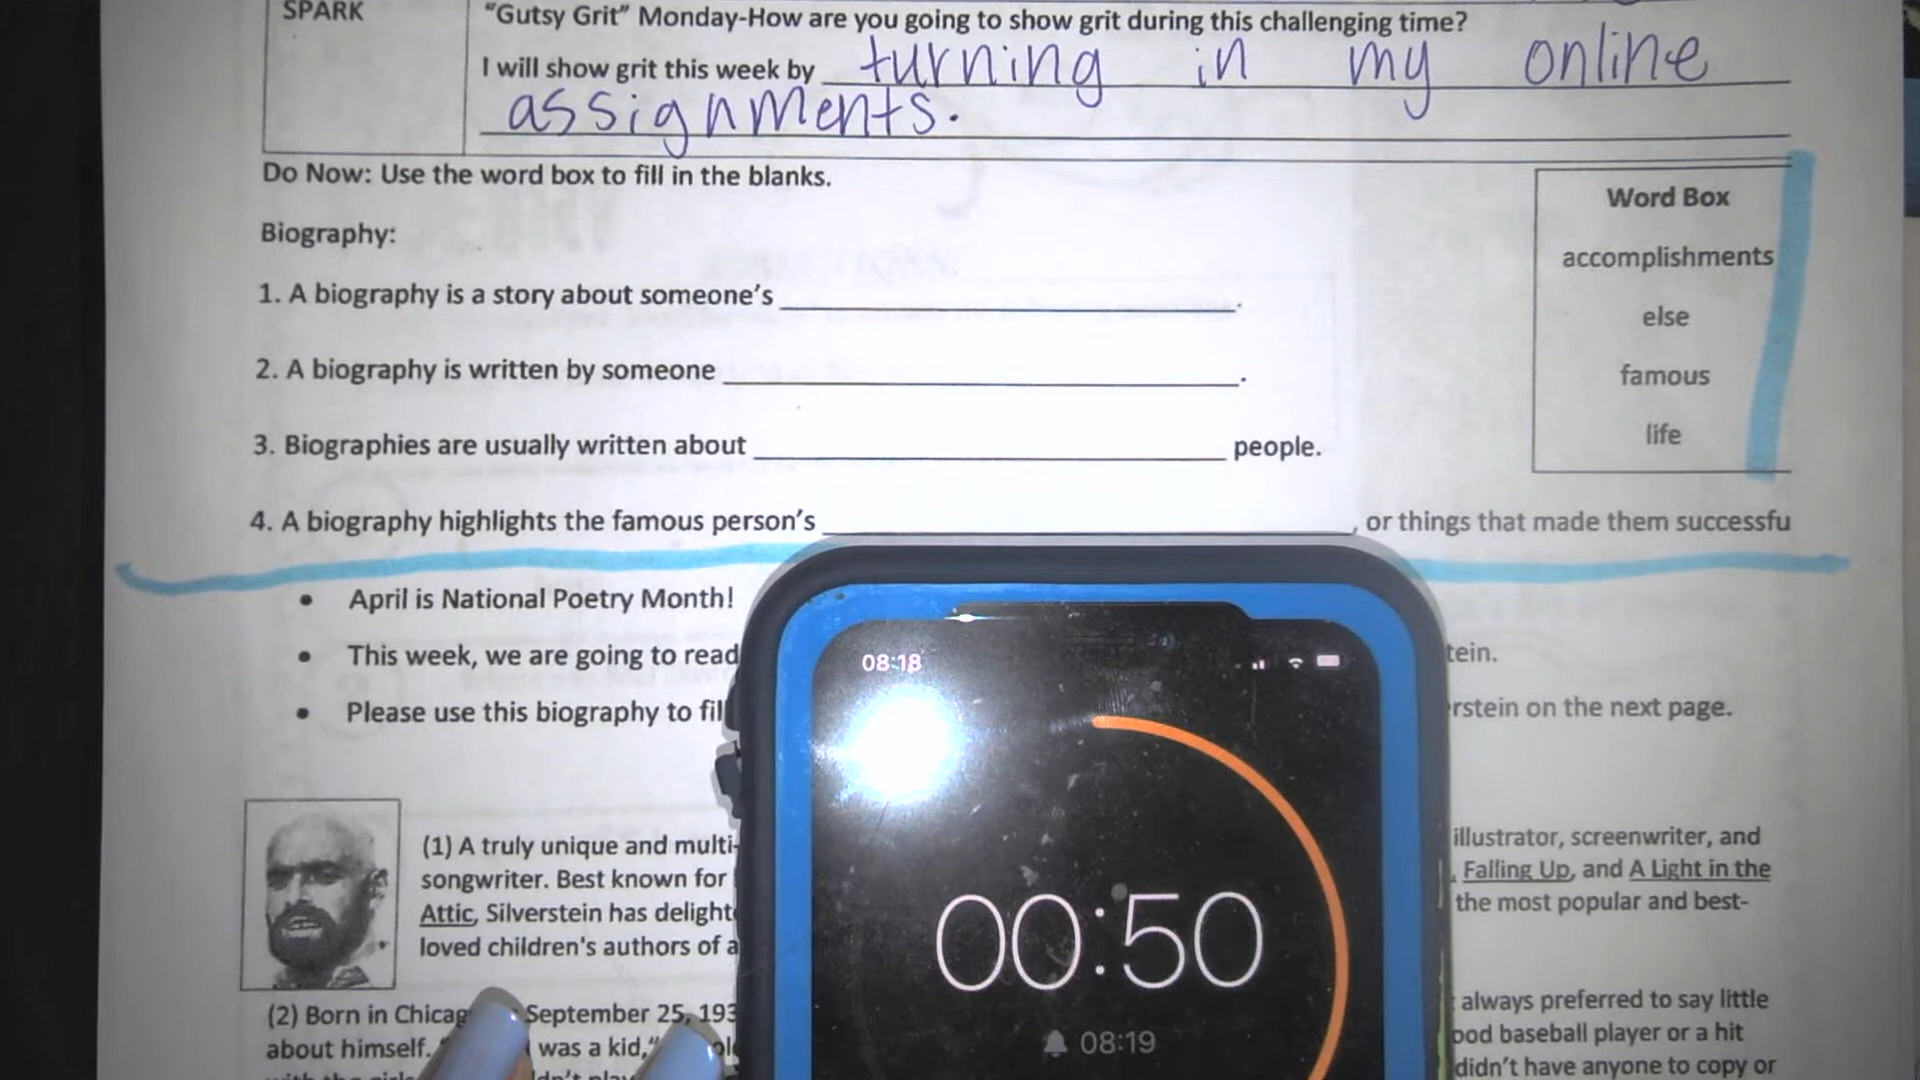 SPARK
"Gutsy Grit" Monday-How are you going to show grit during this challenging time?
I will show grit this week by turning in my online
assignments.
Do Now: Use the word box to fill in the blanks.
Biography:
1. A biography is a story about someone's .
2. A biography is written by someone .
3. Biographies are usually written about people.
4. A biography highlights the famous person's , or things that made them successfu
Word Box
accomplishments
else
famous
life
• April is National Poetry Month!
• This week, we are going to read tein.
• Please use this biography to fil rstein on the next page.
(1) A truly unique and multi- illustrator, screenwriter, and
songwriter. Best known for Falling Up, and A Light in the
Attic, Silverstein has delight the most popular and best-
loved children's authors of a
(2) Born in Chicag September 25, 193 always preferred to say little
about himself. was a kid," ood baseball player or a hit
didn't have anyone to copy or
08:18
00:50
08:19